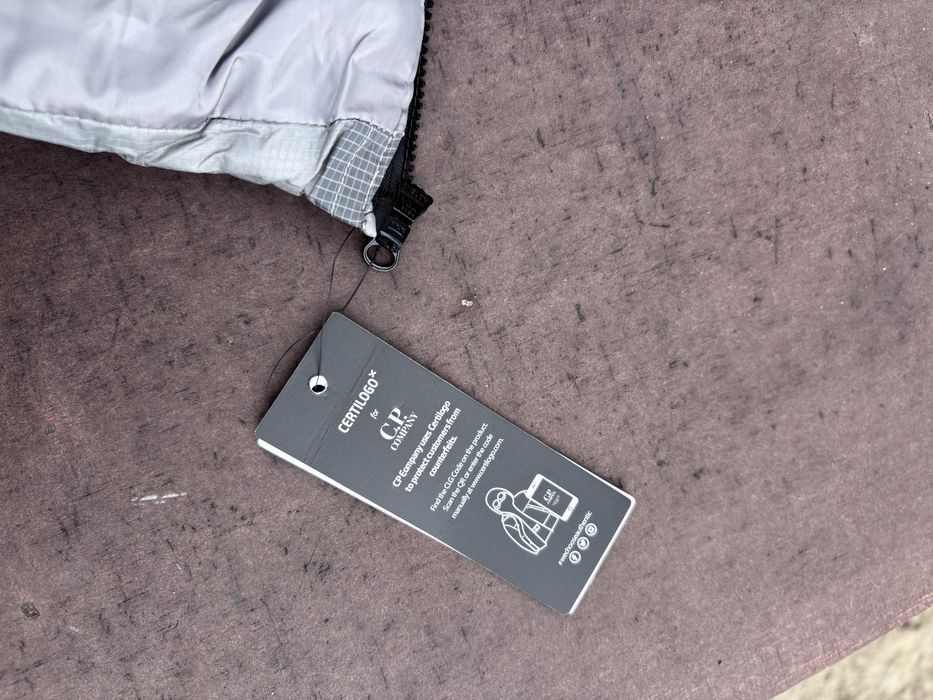 CERTILOGO
for
C.P.
COMPANY
CP Company uses Certilogo
to protect customers from
counterfeits.
Find the CLG Code on the product.
Scan the QR or enter the code
manually at www.certilogo.com.
C.P.
#wechooseauthentic